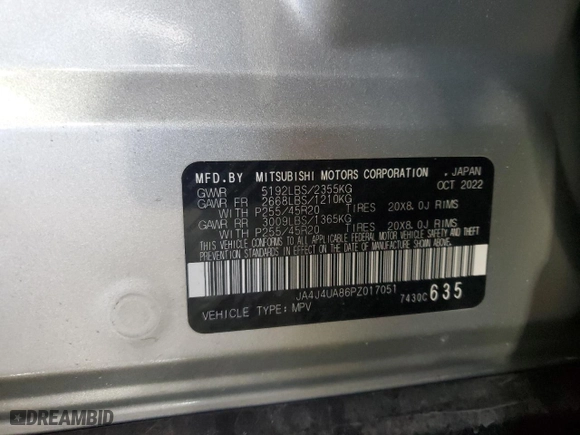 MFD.BY MITSUBISHI MOTORS CORPORATION . JAPAN
GVWR 5192LBS/2355KG OCT 2022
GAWR FR 2668LBS/1210KG
WITH P255/45R20 TIRES 20X8.0J RIMS
GAWR RR 3009LBS/1365KG
WITH P255/45R20 TIRES 20X8.0J RIMS
THIS VEHICLE CONFORMS TO ALL APPLICABLE FEDERAL MOTOR VEHICLE SAFETY AND THEFT
PREVENTION STANDARDS IN EFFECT ON THE DATE OF MANUFACTURE SHOWN ABOVE.
JA4J4UA86PZ017051
VEHICLE TYPE: MPV 7430C 635
DREAMBID